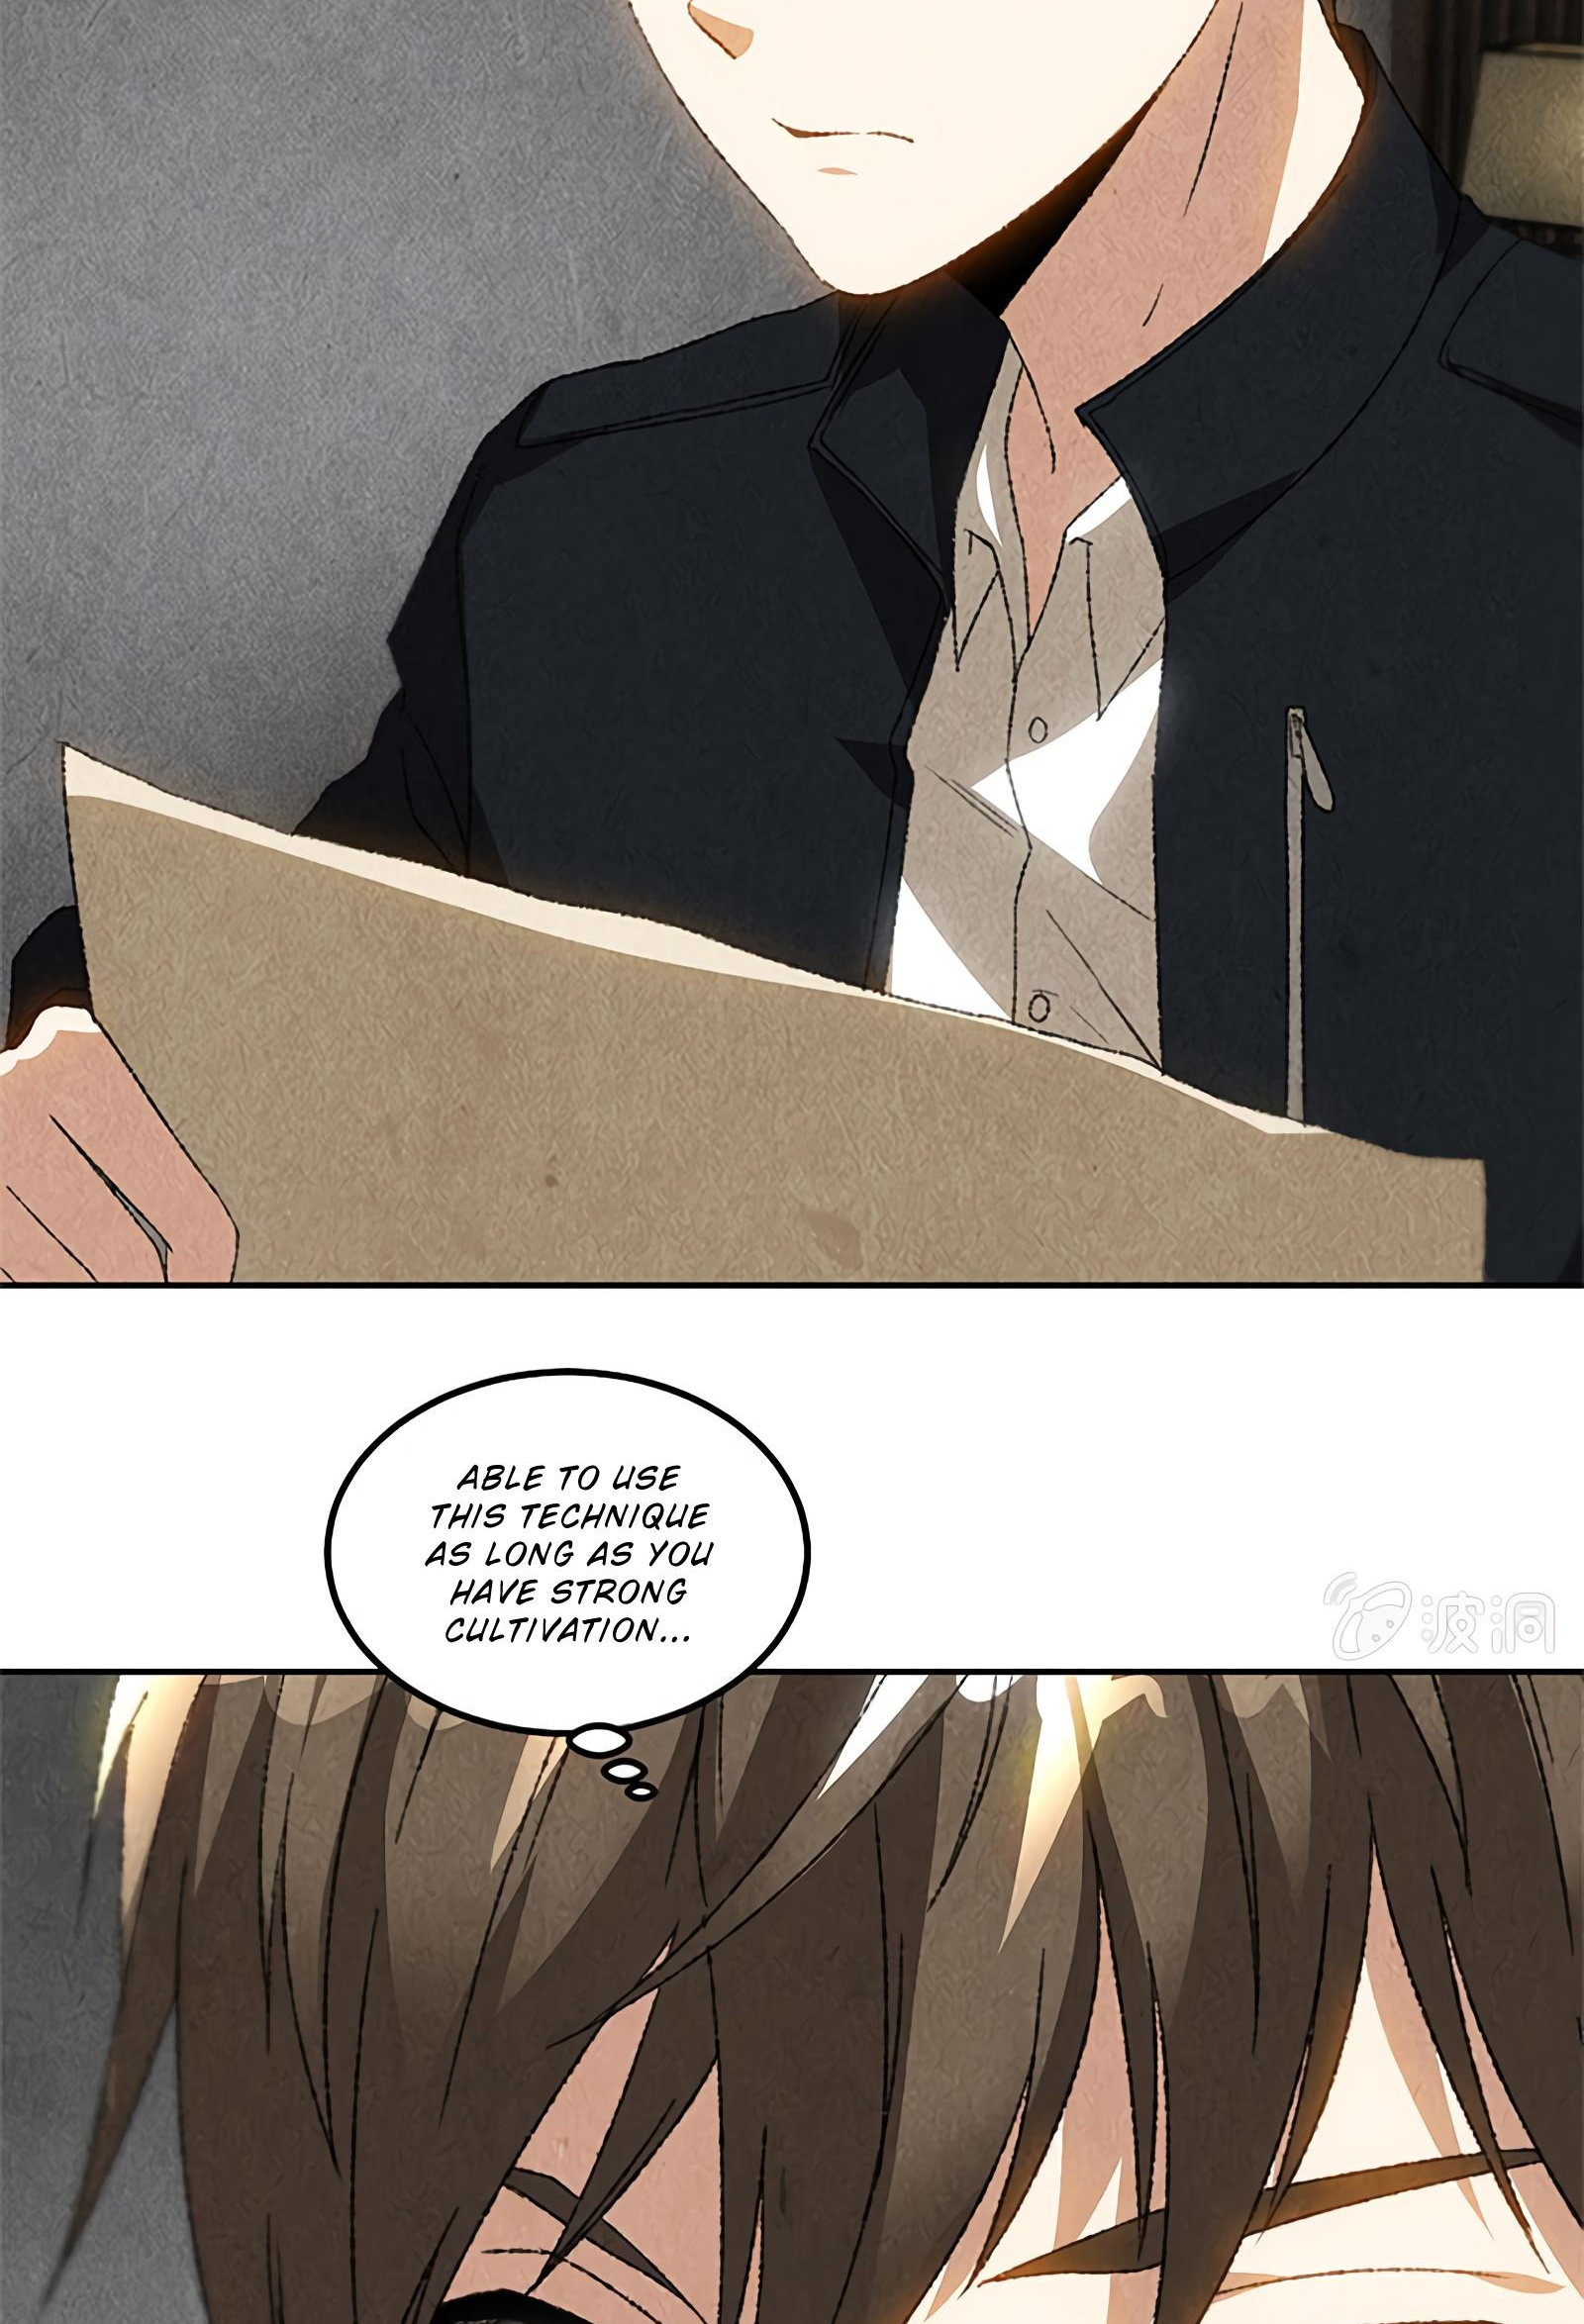 ABLE TO USE
THIS TECHNIQUE
AS LONG AS YOU
HAVE STRONG
CULTIVATION...
波洞